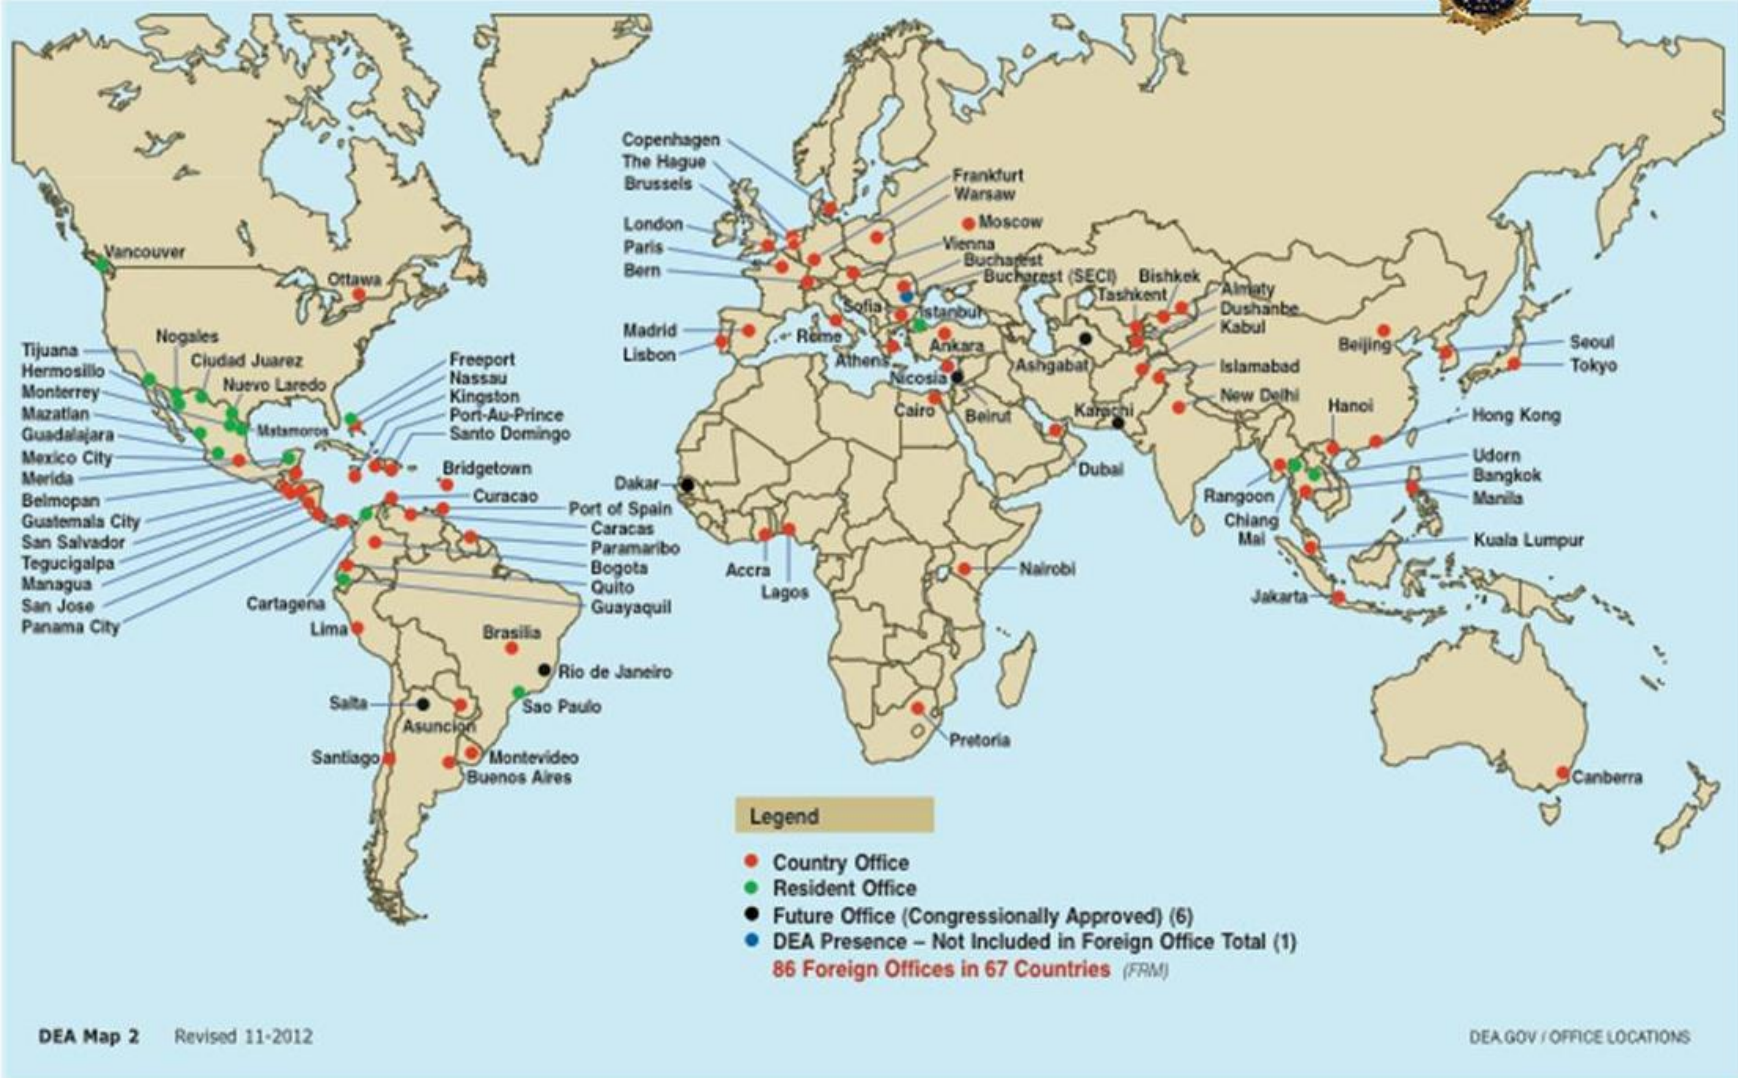 Copenhagen
The Hague
Brussels
London
Paris
Bern
Madrid
Lisbon
Frankfurt
Warsaw
Moscow
Vienna
Bucharest
Bucharest (SECI)
Sofia
Istanbul
Rome
Athens
Ankara
Nicosia
Cairo
Beirut
Bishkek
Tashkent
Almaty
Dushanbe
Kabul
Ashgabat
Islamabad
New Delhi
Karachi
Dubai
Beijing
Seoul
Tokyo
Hanoi
Hong Kong
Udorn
Bangkok
Manila
Rangoon
Chiang
Mai
Kuala Lumpur
Jakarta
Canberra
Vancouver
Ottawa
Nogales
Ciudad Juarez
Nuevo Laredo
Matamoros
Tijuana
Hermosillo
Monterrey
Mazatlan
Guadalajara
Mexico City
Merida
Belmopan
Guatemala City
San Salvador
Tegucigalpa
Managua
San Jose
Panama City
Freeport
Nassau
Kingston
Port-Au-Prince
Santo Domingo
Bridgetown
Curacao
Port of Spain
Caracas
Paramaribo
Bogota
Quito
Guayaquil
Cartagena
Lima
Brasilia
Rio de Janeiro
Sao Paulo
Salta
Asuncion
Santiago
Montevideo
Buenos Aires
Dakar
Accra
Lagos
Nairobi
Pretoria
Legend
Country Office
Resident Office
Future Office (Congressionally Approved) (6)
DEA Presence – Not Included in Foreign Office Total (1)
86 Foreign Offices in 67 Countries (FRM)
DEA Map 2 Revised 11-2012
DEA.GOV / OFFICE LOCATIONS